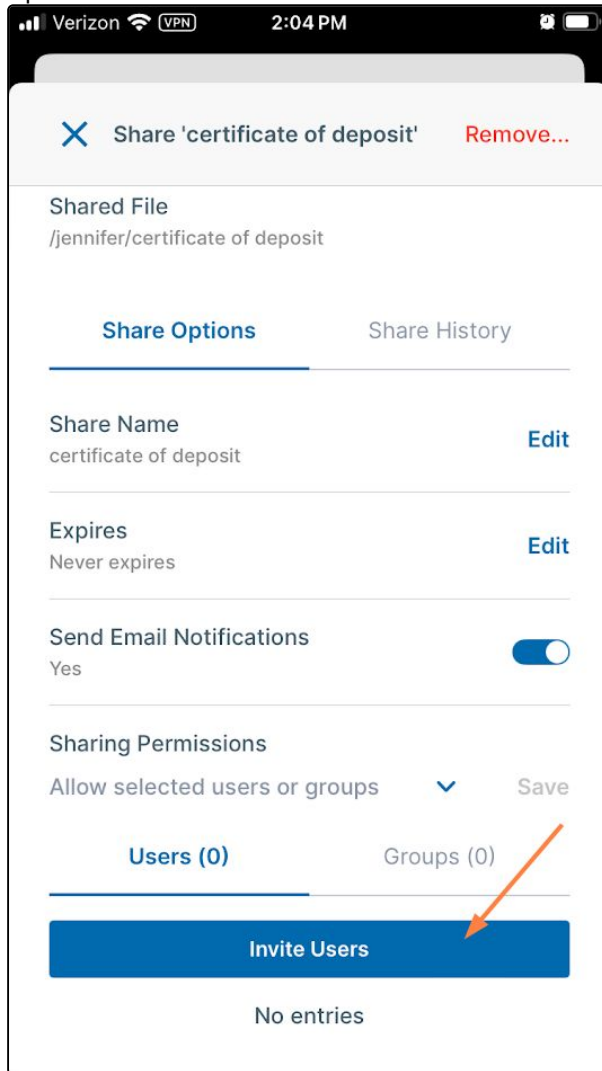 Verizon VPN 2:04 PM
Share 'certificate of deposit' Remove...
Shared File
/jennifer/certificate of deposit
Share Options Share History
Share Name
certificate of deposit
Edit
Expires
Never expires
Edit
Send Email Notifications
Yes
Sharing Permissions
Allow selected users or groups Save
Users (0) Groups (0)
Invite Users
No entries